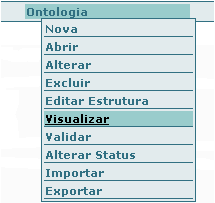 Ontologia
Nova
Abrir
Alterar
Excluir
Editar Estrutura
Visualizar
Validar
Alterar Status
Importar
Exportar